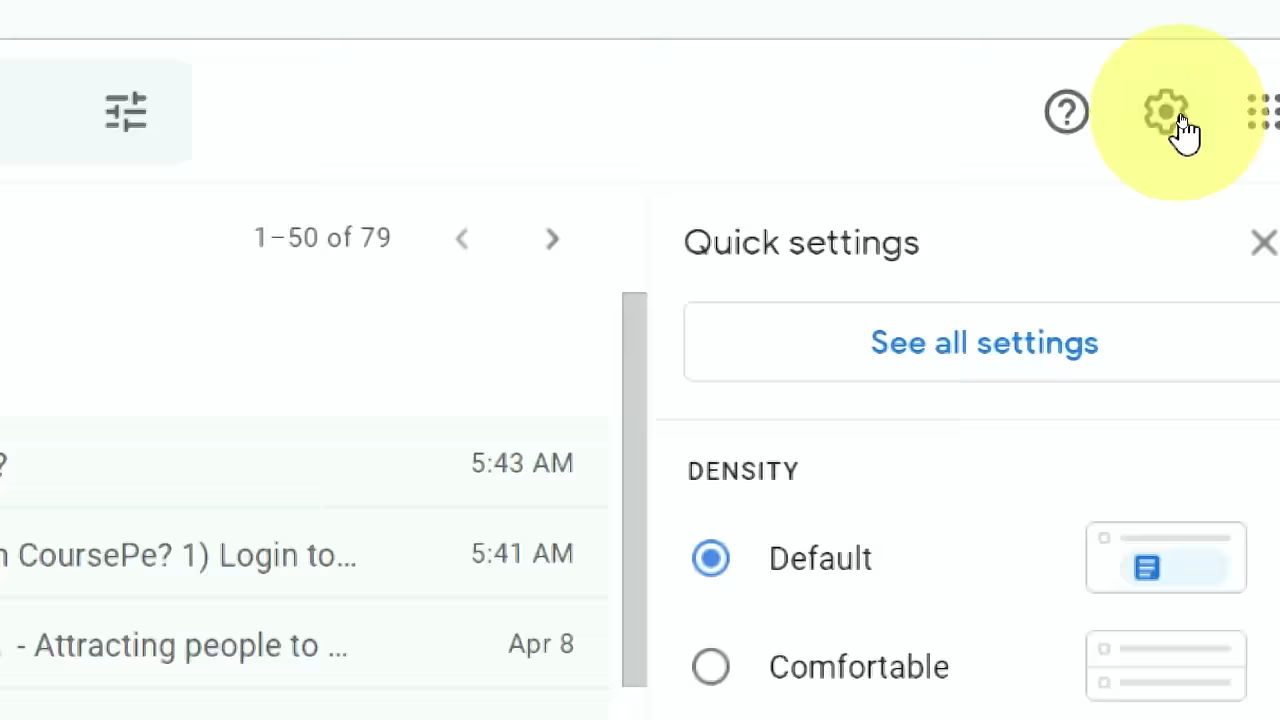 1–50 of 79
Quick settings
See all settings
? 5:43 AM
DENSITY
n CoursePe? 1) Login to... 5:41 AM
Default
- Attracting people to ... Apr 8
Comfortable